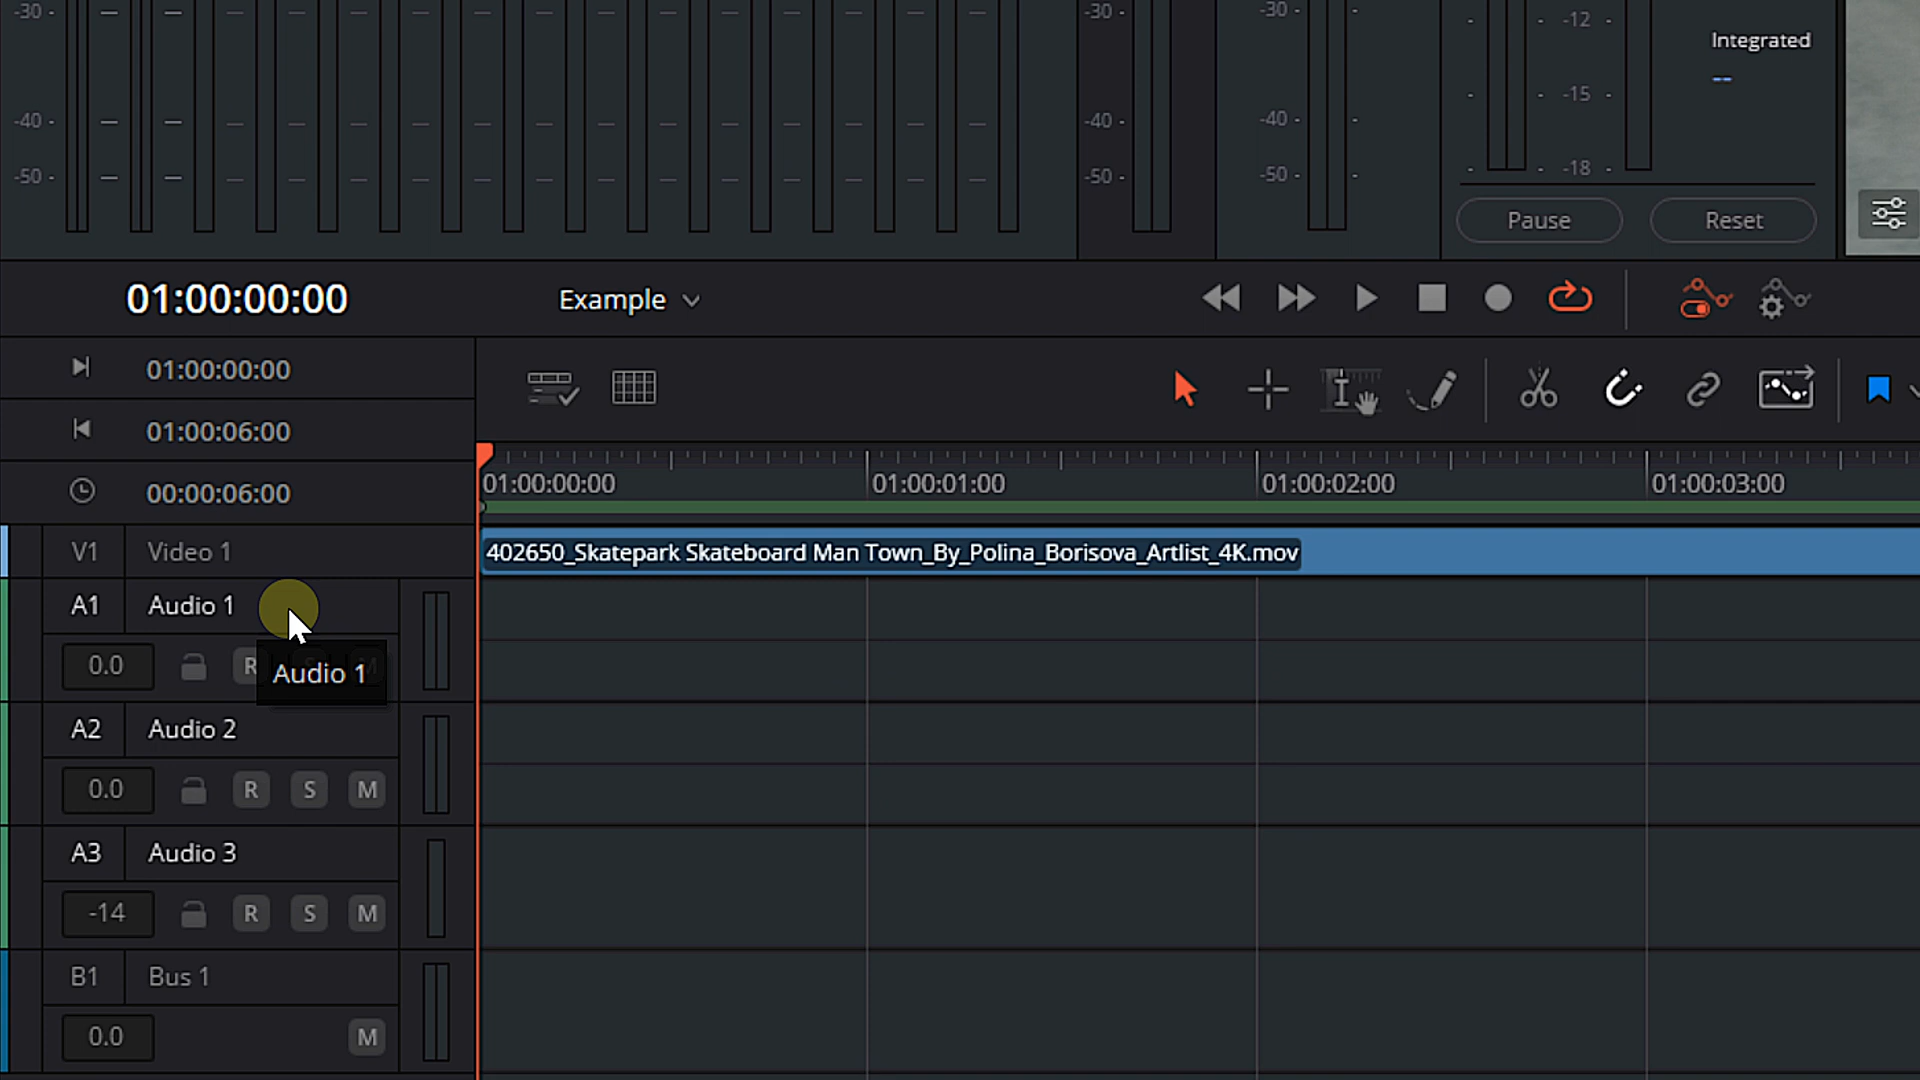 -30 -
-30 -
-30 -
-12
Integrated
--
-40 -
-40 -
-40 -
-15
-50 -
-50 -
-50 -
-18
Pause
Reset
01:00:00:00
Example
01:00:00:00
01:00:06:00
00:00:06:00
01:00:00:00
01:00:01:00
01:00:02:00
01:00:03:00
V1
Video 1
402650_Skatepark Skateboard Man Town_By_Polina_Borisova_Artlist_4K.mov
A1
Audio 1
0.0
R
Audio 1
A2
Audio 2
0.0
R
S
M
A3
Audio 3
-14
R
S
M
B1
Bus 1
0.0
M